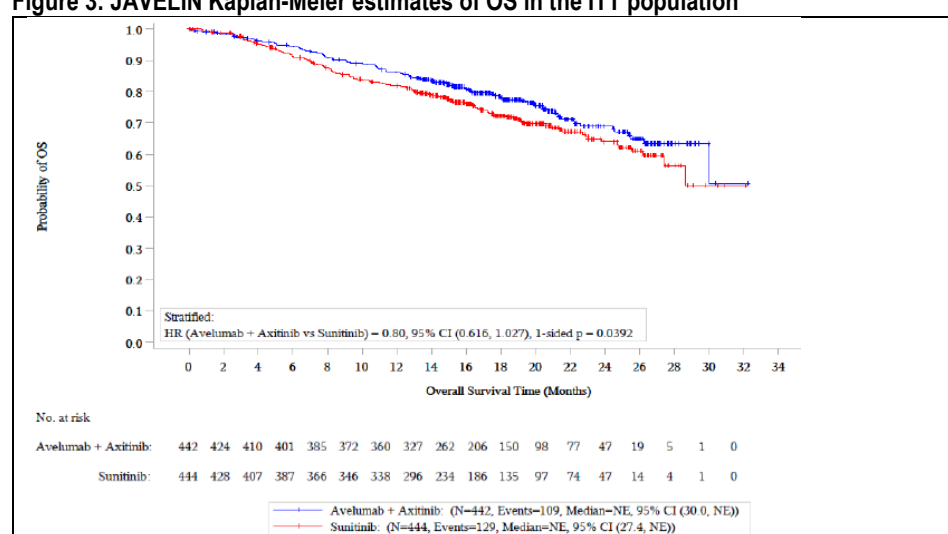 Figure 3: JAVELIN Kaplan-Meier estimates of OS in the ITT population
1.0
0.9
0.8
0.7
0.6
0.5
0.4
0.3
0.2
0.1
0.0
Probability of OS
Stratified:
HR (Avelumab + Axitinib vs Sunitinib) = 0.80, 95% CI (0.616, 1.027), 1-sided p = 0.0392
0 2 4 6 8 10 12 14 16 18 20 22 24 26 28 30 32 34
Overall Survival Time (Months)
No. at risk
Avelumab + Axitinib: 442 424 410 401 385 372 360 327 262 206 150 98 77 47 19 5 1 0
Sunitinib: 444 428 407 387 366 346 338 296 234 186 135 97 74 47 14 4 1 0
Avelumab + Axitinib: (N=442, Events=109, Median=NE, 95% CI (30.0, NE))
Sunitinib: (N=444, Events=129, Median=NE, 95% CI (27.4, NE))